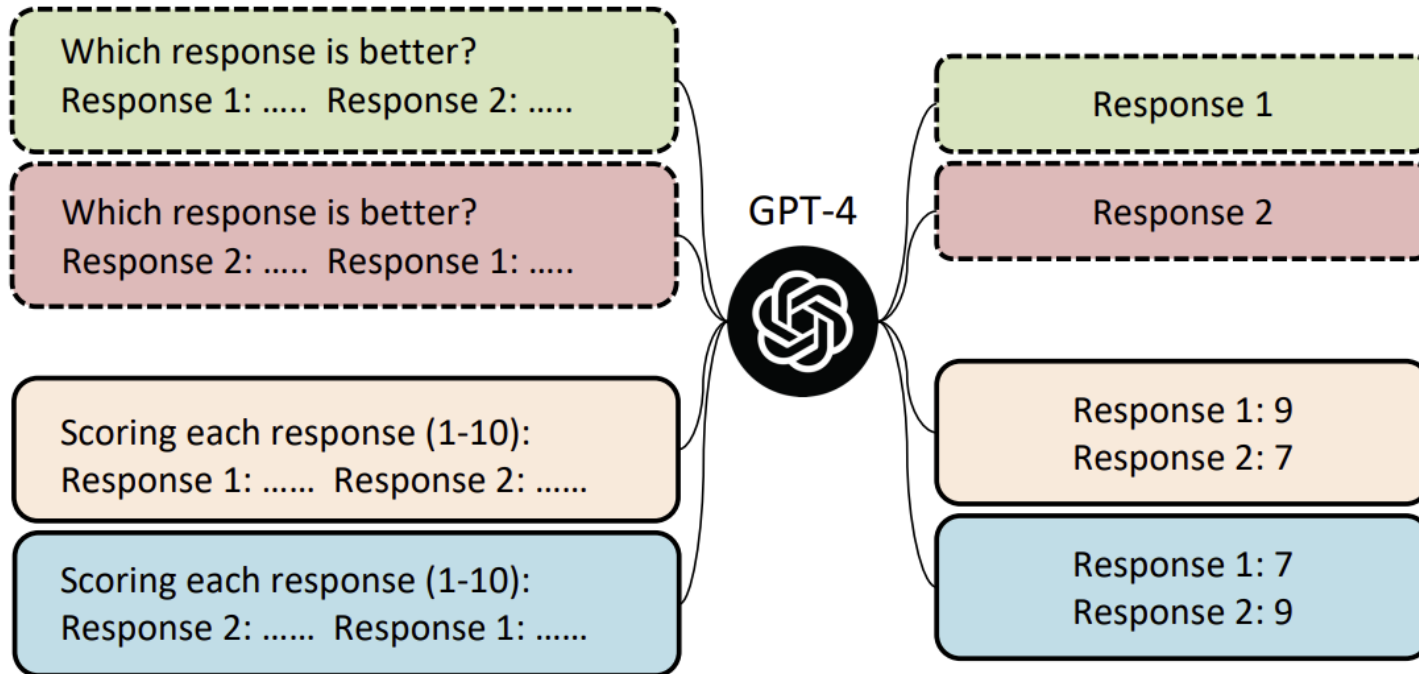 Which response is better?
Response 1: ..... Response 2: .....
Which response is better?
Response 2: ..... Response 1: .....
Scoring each response (1-10):
Response 1: ...... Response 2: ......
Scoring each response (1-10):
Response 2: ...... Response 1: ......
GPT-4
Response 1
Response 2
Response 1: 9
Response 2: 7
Response 1: 7
Response 2: 9